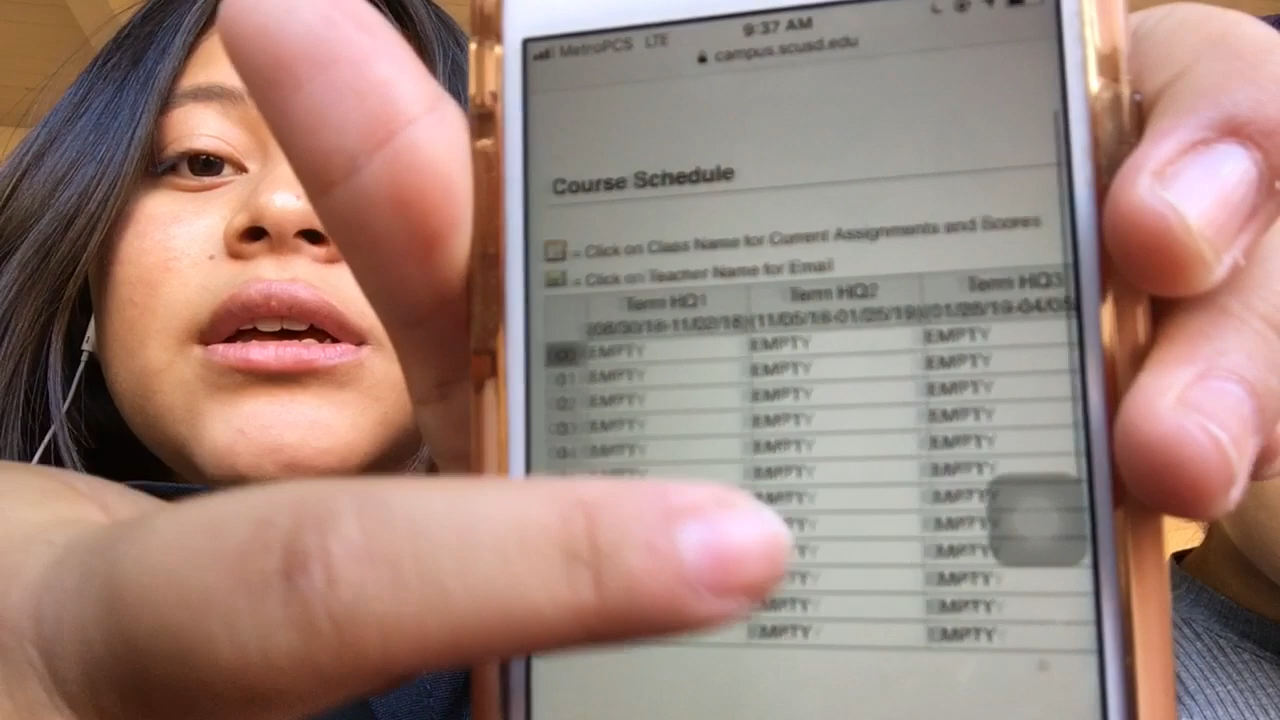 MetroPCS LTE 9:37 AM
campus.scusd.edu
Course Schedule
= Click on Class Name for Current Assignments and Scores
= Click on Teacher Name for Email
Term HQ1 Term HQ2 Term HQ3
(08/30/18-11/02/18) (11/05/18-01/25/19) (01/28/19-04/05
00 EMPTY EMPTY EMPTY
01 EMPTY EMPTY EMPTY
02 EMPTY EMPTY EMPTY
03 EMPTY EMPTY EMPTY
04 EMPTY EMPTY EMPTY
EMPTY EMPTY
EMPTY EMPTY
EMPTY
EMPTY
EMPTY EMPTY
EMPTY EMPTY
EMPTY EMPTY